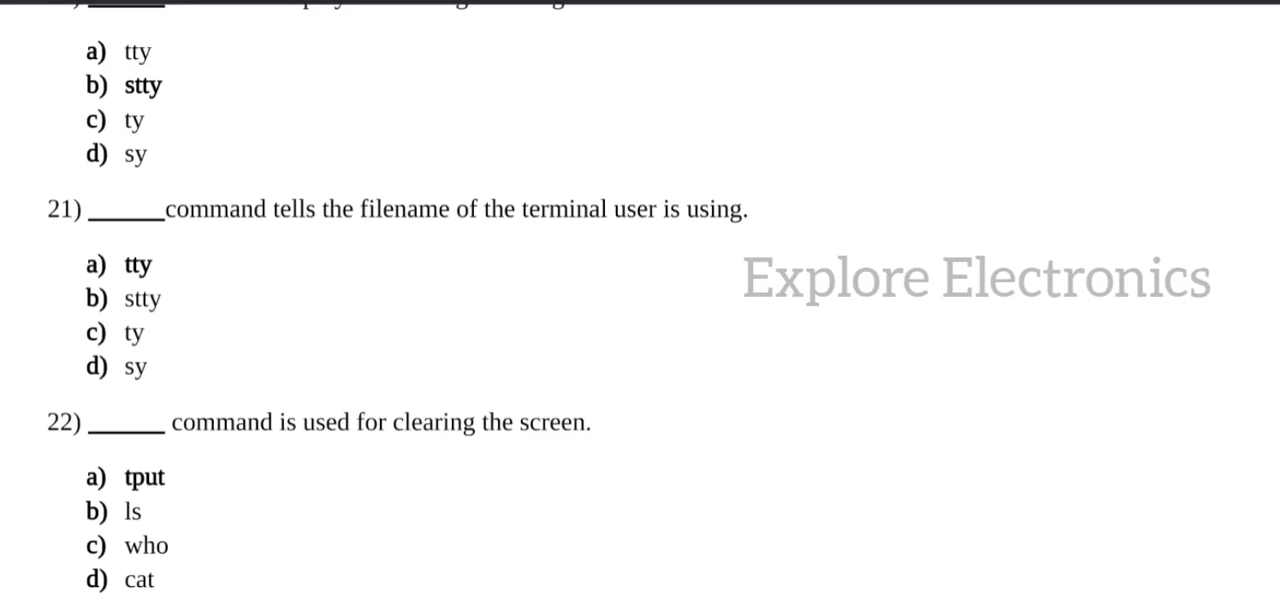 a) tty
b) stty
c) ty
d) sy
21) ______command tells the filename of the terminal user is using.
a) tty
Explore Electronics
b) stty
c) ty
d) sy
22) ______ command is used for clearing the screen.
a) tput
b) ls
c) who
d) cat